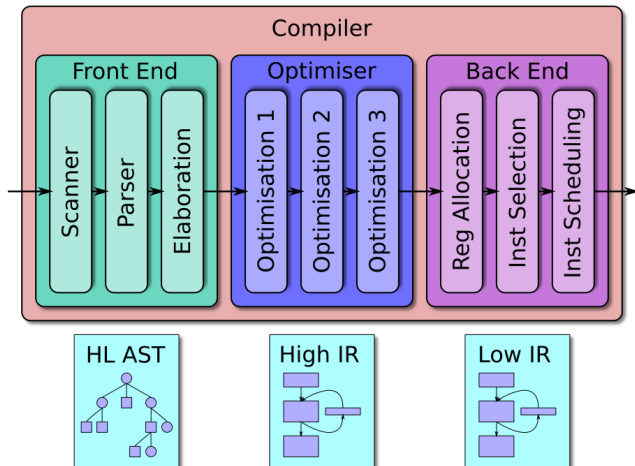 Compiler
Front End
Scanner
Parser
Elaboration
Optimiser
Optimisation 1
Optimisation 2
Optimisation 3
Back End
Reg Allocation
Inst Selection
Inst Scheduling
HL AST
High IR
Low IR